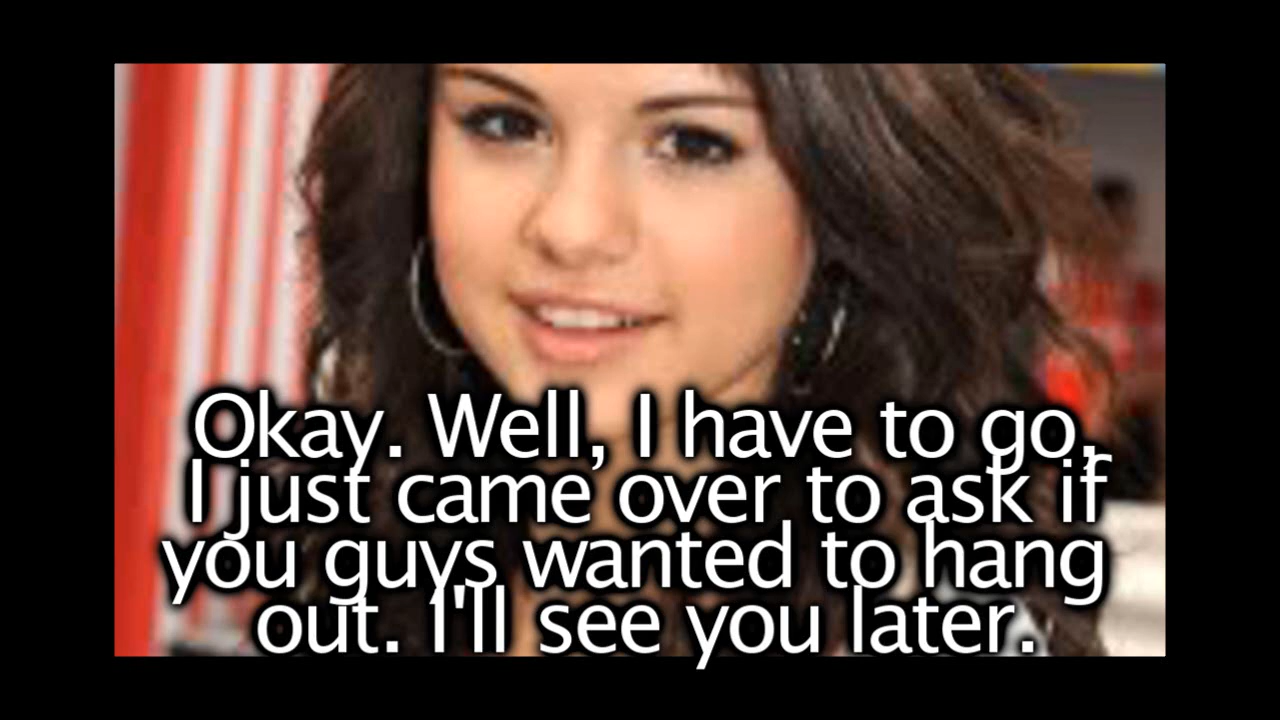 Okay. Well, I have to go.
I just came over to ask if
you guys wanted to hang
out. I'll see you later.